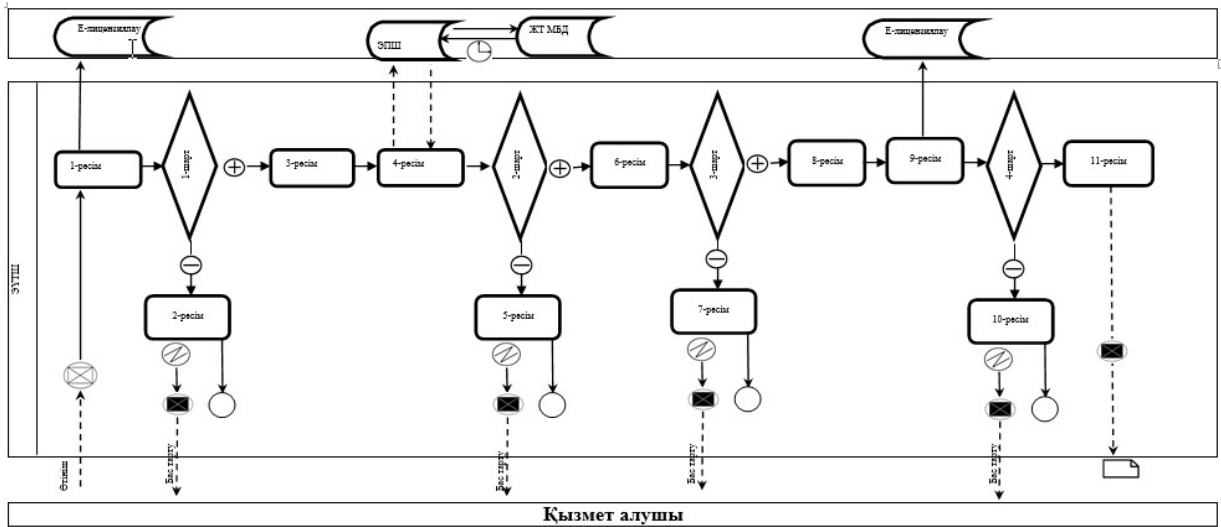 Е-лицензиялау
ЭПШ
ЖТ МБД
Е-лицензиялау
ЭҮТШ
1-рәсім
1-шарт
3-рәсім
4-рәсім
2-шарт
6-рәсім
3-шарт
8-рәсім
9-рәсім
4-шарт
11-рәсім
2-рәсім
5-рәсім
7-рәсім
10-рәсім
Өтініш
Бас тарту
Бас тарту
Бас тарту
Бас тарту
Қызмет алушы